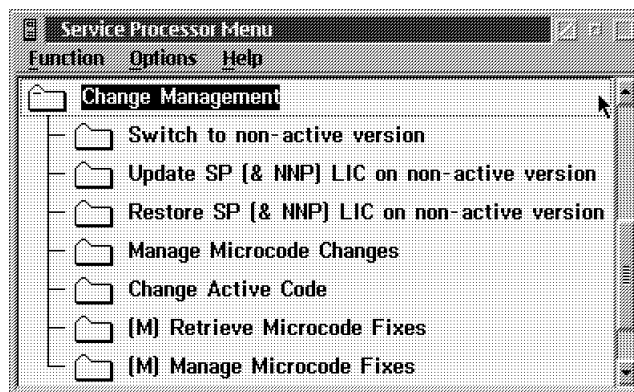 Service Processor Menu
Function Options Help
Change Management
Switch to non-active version
Update SP (& NNP) LIC on non-active version
Restore SP (& NNP) LIC on non-active version
Manage Microcode Changes
Change Active Code
(M) Retrieve Microcode Fixes
(M) Manage Microcode Fixes